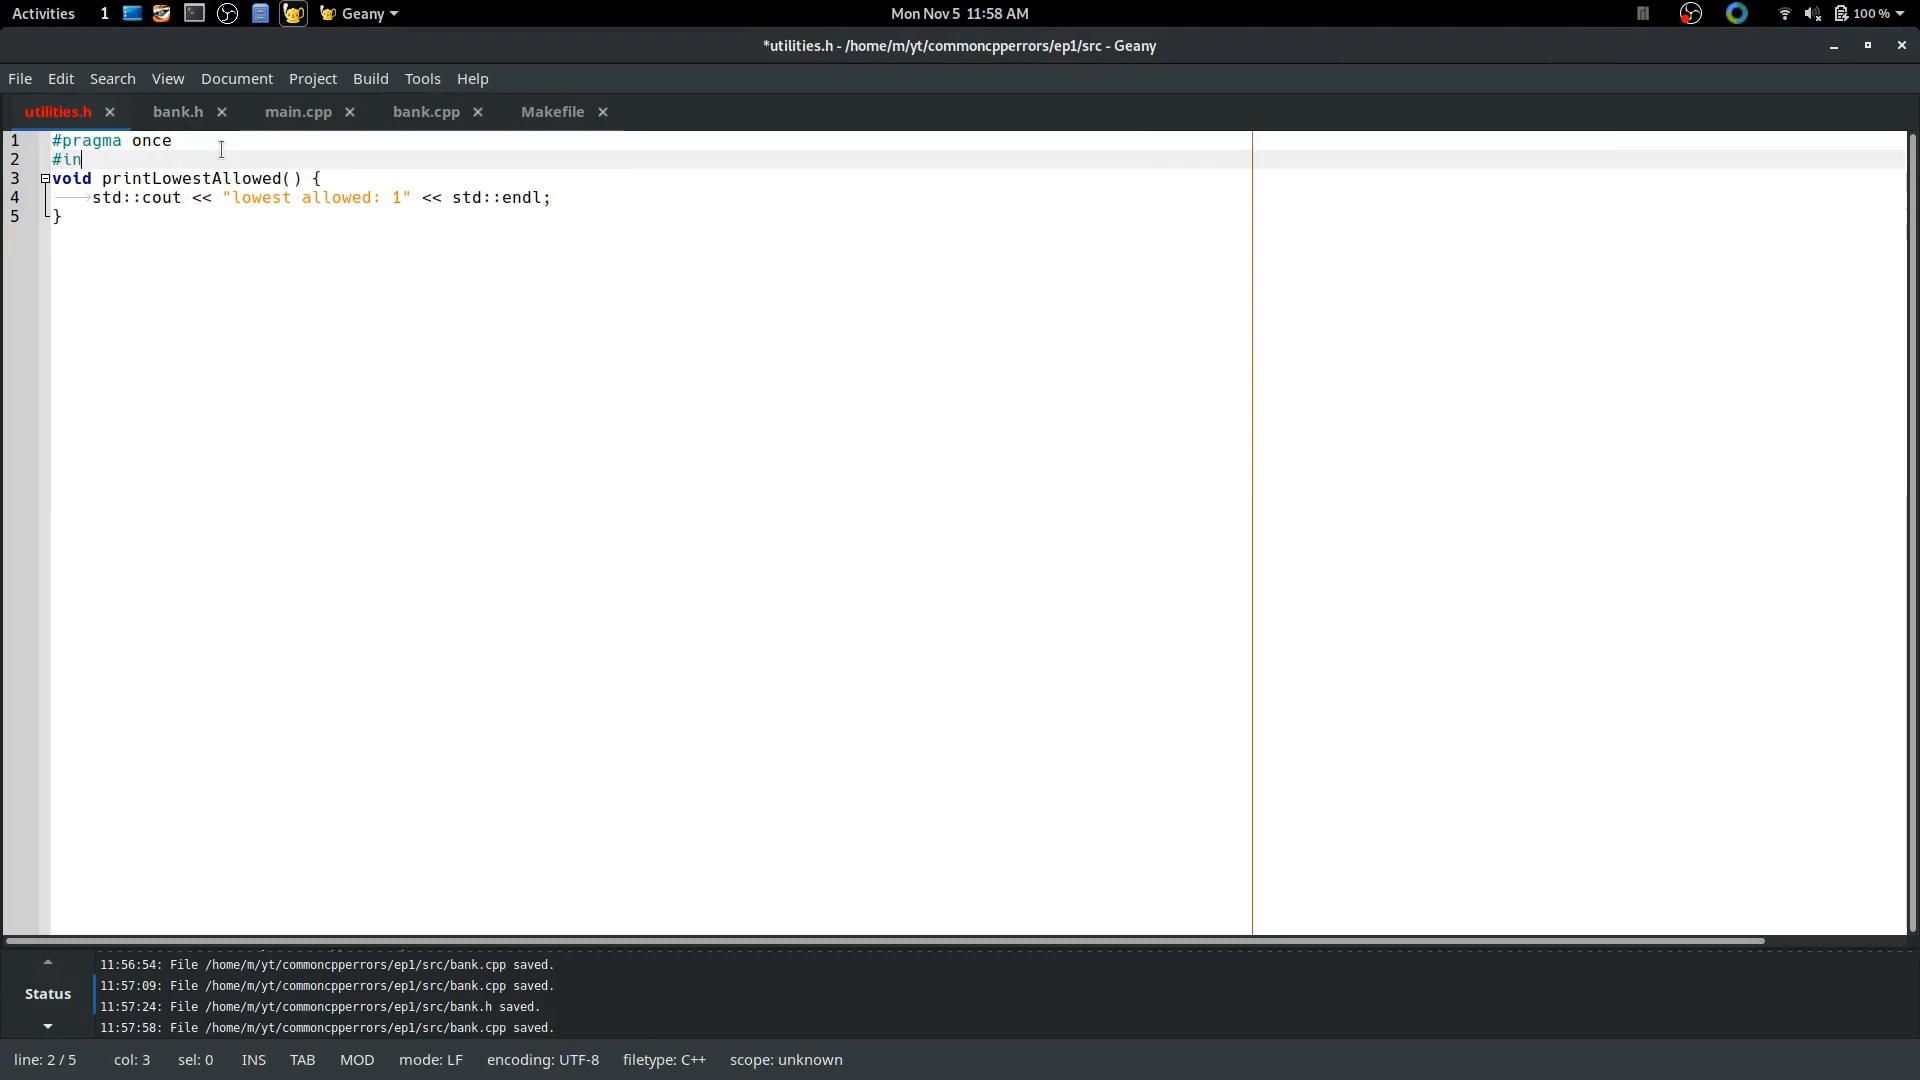 Activities 1 Geany Mon Nov 5 11:58 AM 100 %
*utilities.h - /home/m/yt/commoncpperrors/ep1/src - Geany
File Edit Search View Document Project Build Tools Help
utilities.h bank.h main.cpp bank.cpp Makefile
1 #pragma once
2 #in
3 void printLowestAllowed() {
4 std::cout << "lowest allowed: 1" << std::endl;
5 }
Status
11:56:54: File /home/m/yt/commoncpperrors/ep1/src/bank.cpp saved.
11:57:09: File /home/m/yt/commoncpperrors/ep1/src/bank.cpp saved.
11:57:24: File /home/m/yt/commoncpperrors/ep1/src/bank.h saved.
11:57:58: File /home/m/yt/commoncpperrors/ep1/src/bank.cpp saved.
line: 2 / 5 col: 3 sel: 0 INS TAB MOD mode: LF encoding: UTF-8 filetype: C++ scope: unknown